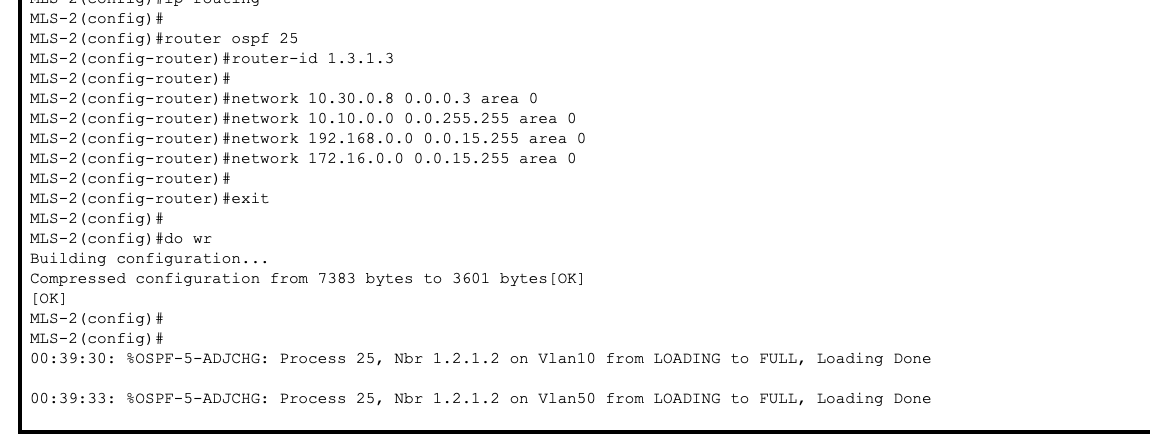 MLS-2(config)#ip routing
MLS-2(config)#
MLS-2(config)#router ospf 25
MLS-2(config-router)#router-id 1.3.1.3
MLS-2(config-router)#
MLS-2(config-router)#network 10.30.0.8 0.0.0.3 area 0
MLS-2(config-router)#network 10.10.0.0 0.0.255.255 area 0
MLS-2(config-router)#network 192.168.0.0 0.0.15.255 area 0
MLS-2(config-router)#network 172.16.0.0 0.0.15.255 area 0
MLS-2(config-router)#
MLS-2(config-router)#exit
MLS-2(config)#
MLS-2(config)#do wr
Building configuration...
Compressed configuration from 7383 bytes to 3601 bytes[OK]
[OK]
MLS-2(config)#
MLS-2(config)#
00:39:30: %OSPF-5-ADJCHG: Process 25, Nbr 1.2.1.2 on Vlan10 from LOADING to FULL, Loading Done
00:39:33: %OSPF-5-ADJCHG: Process 25, Nbr 1.2.1.2 on Vlan50 from LOADING to FULL, Loading Done